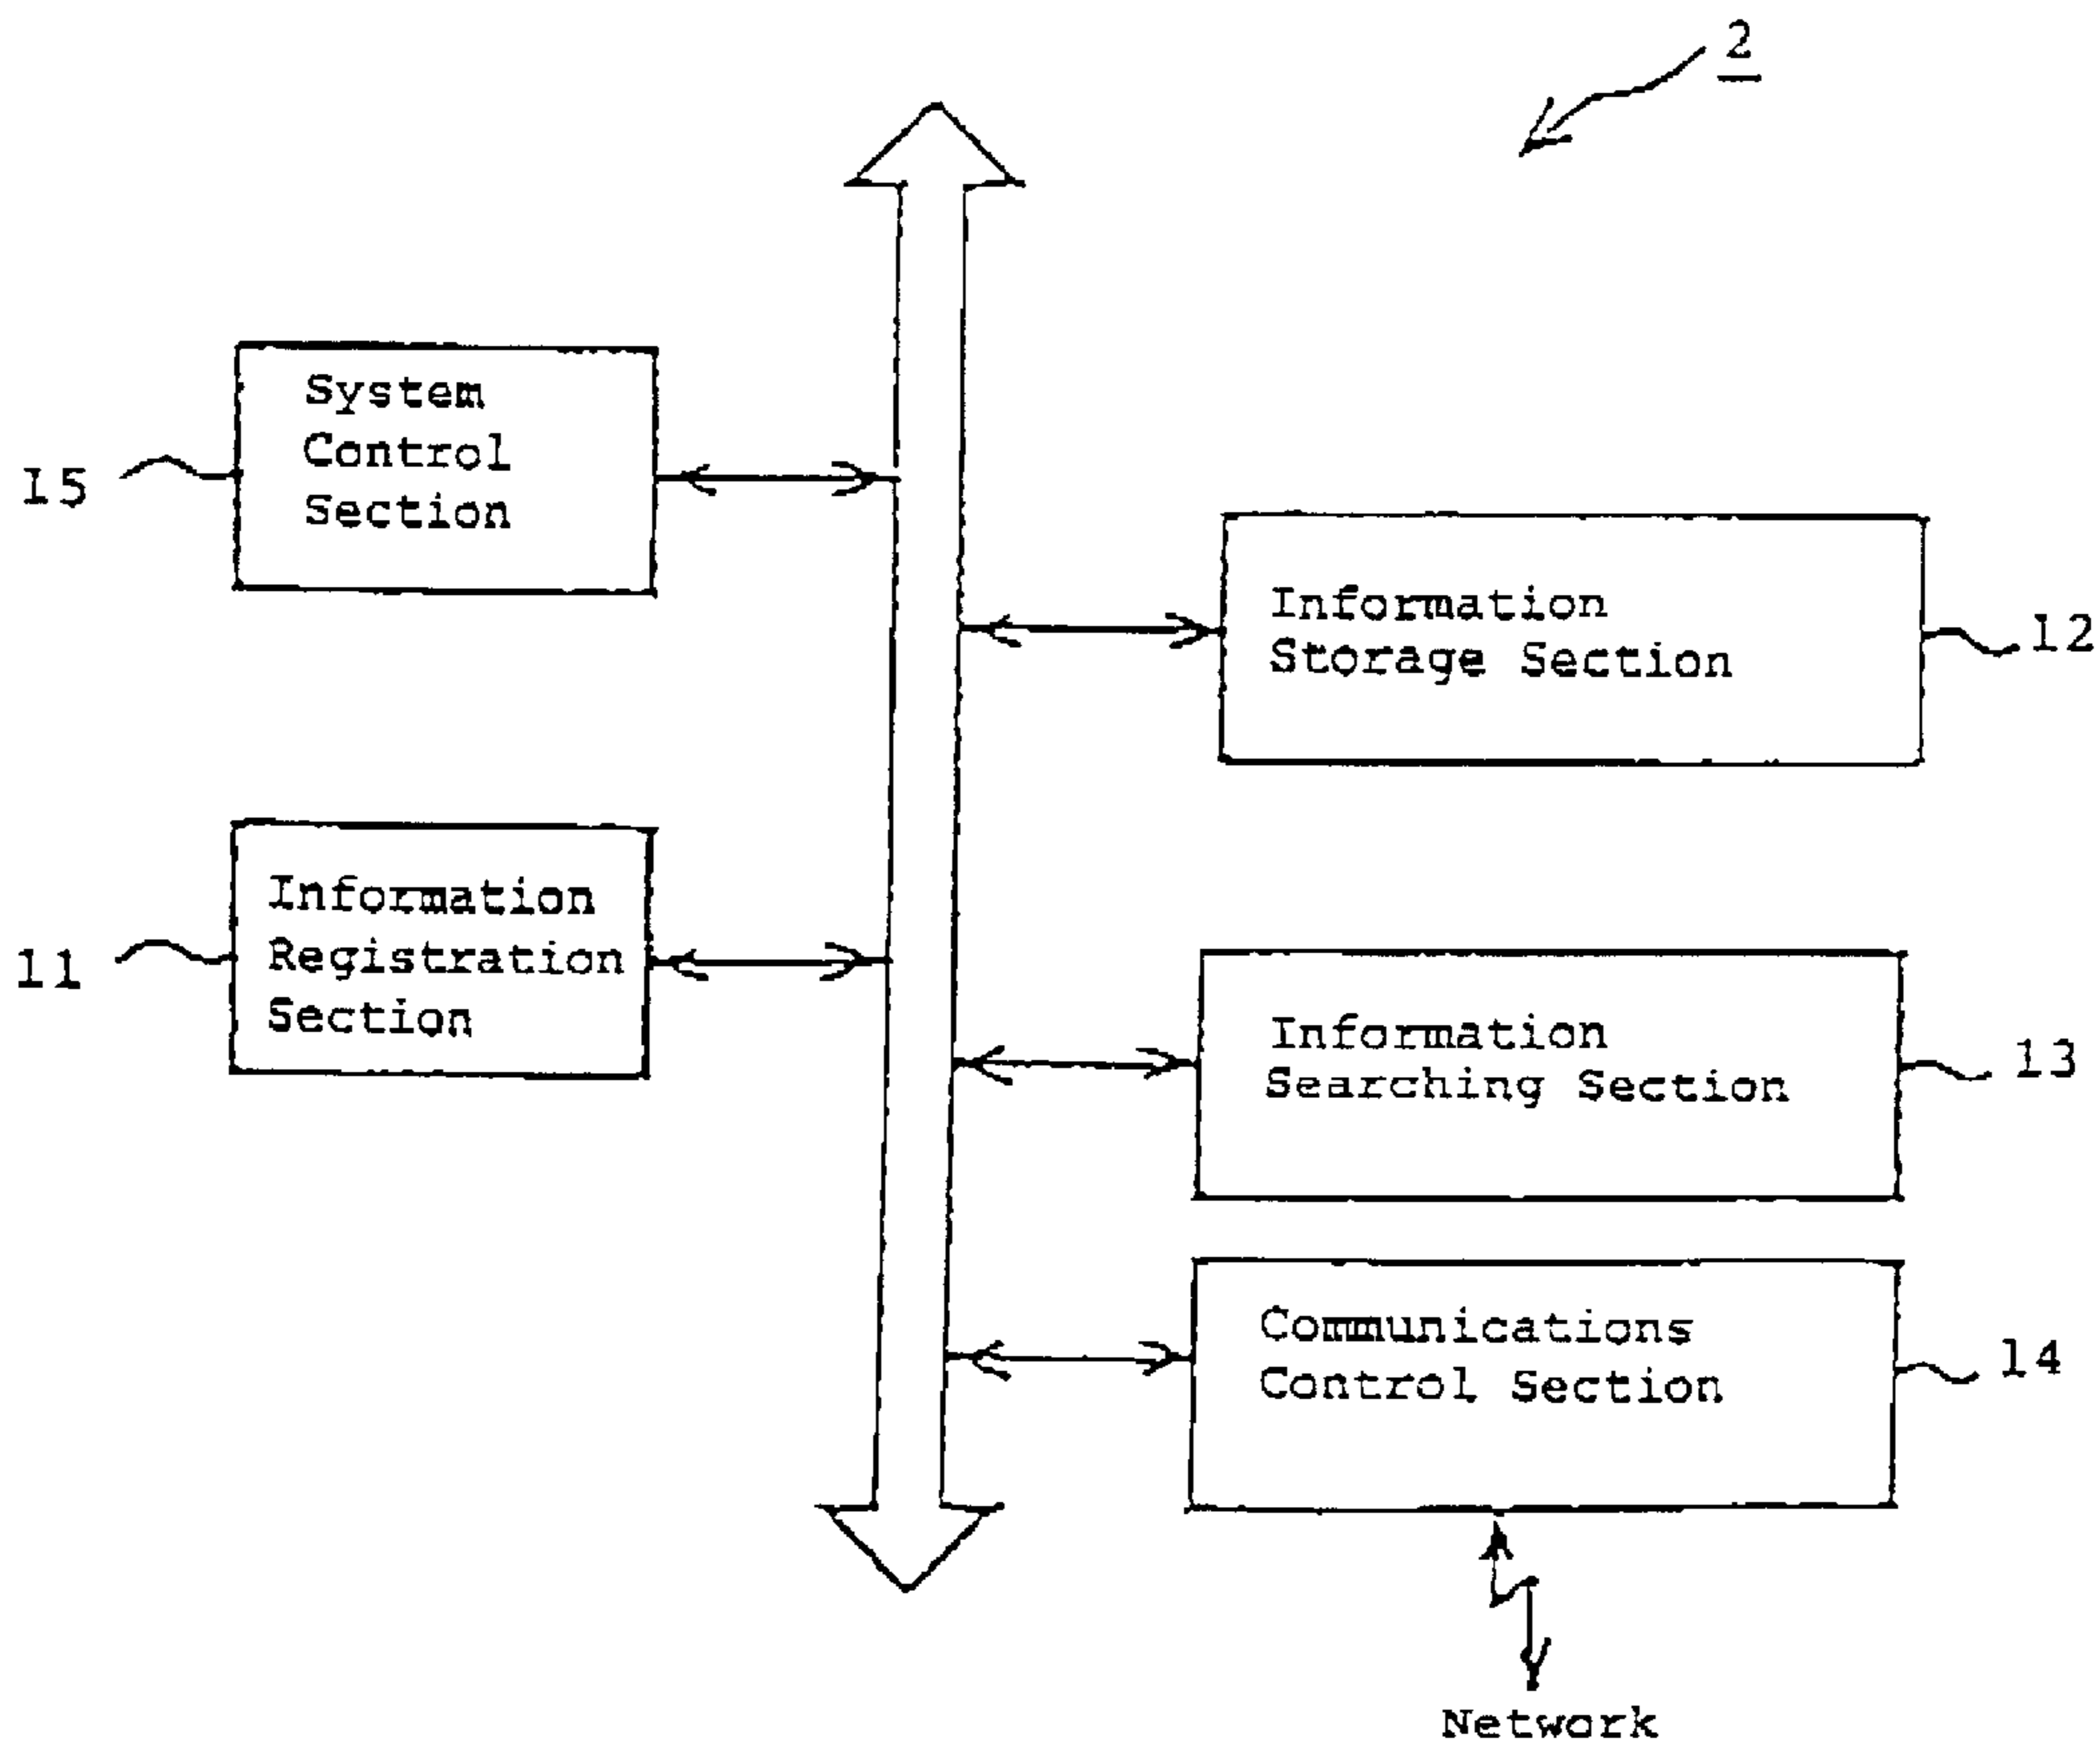 2
System
Control
Section
15
Information
Storage Section
12
Information
Registration
Section
11
Information
Searching Section
13
Communications
Control Section
14
Network